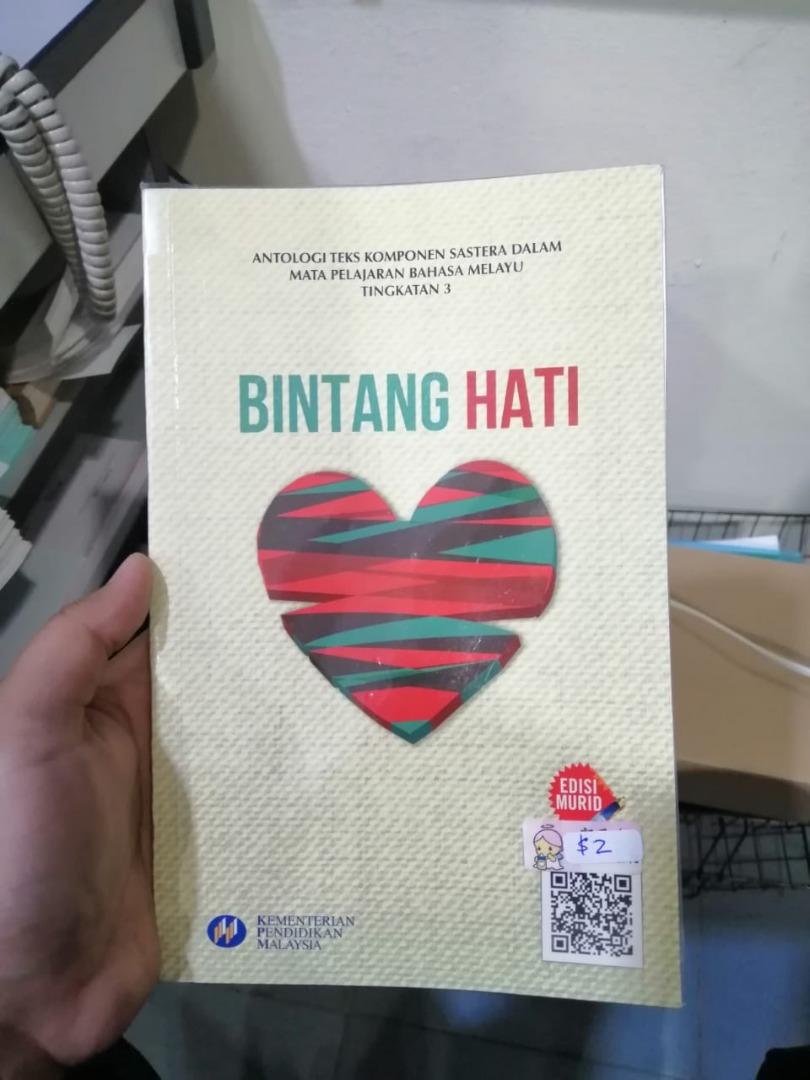 ANTOLOGI TEKS KOMPONEN SASTERA DALAM
MATA PELAJARAN BAHASA MELAYU
TINGKATAN 3
BINTANG HATI
EDISI
MURID
$2
KEMENTERIAN
PENDIDIKAN
MALAYSIA